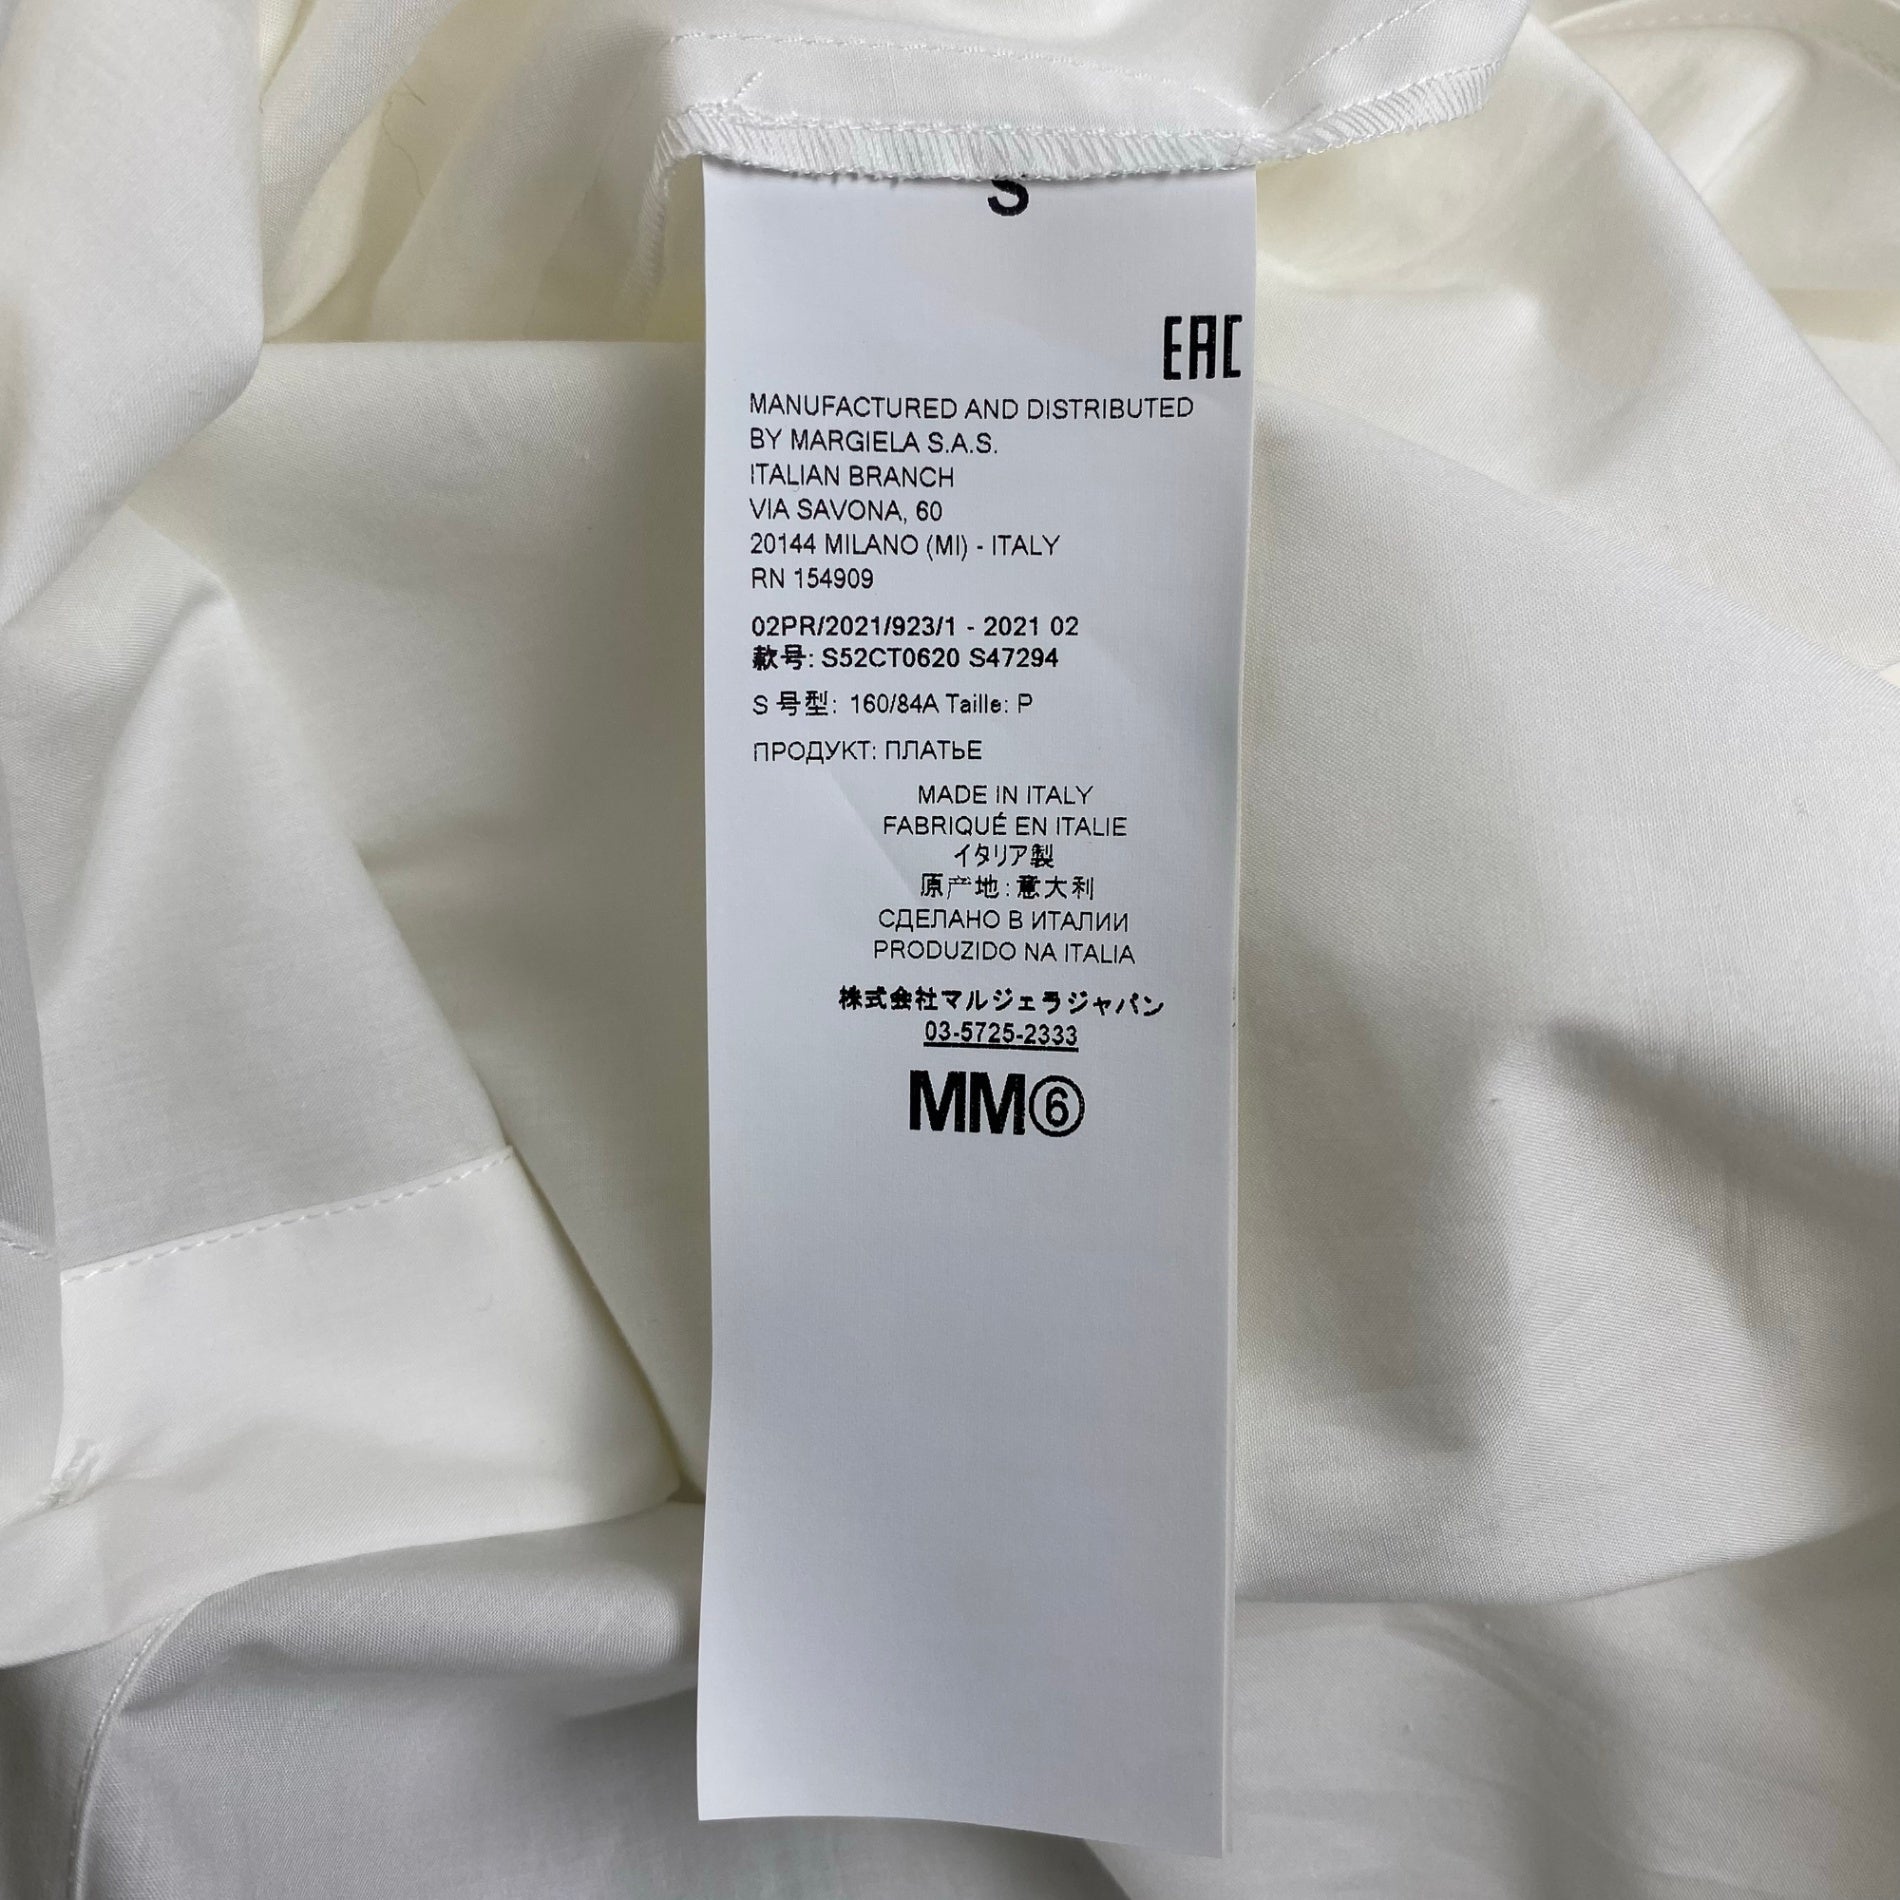 S
EAC
MANUFACTURED AND DISTRIBUTED
BY MARGIELA S.A.S.
ITALIAN BRANCH
VIA SAVONA, 60
20144 MILANO (MI) - ITALY
RN 154909
02PR/2021/923/1 - 2021 02
款号: S52CT0620 S47294
S 号型: 160/84A Taille: P
ПРОДУКТ: ПЛАТЬЕ
MADE IN ITALY
FABRIQUÉ EN ITALIE
イタリア製
原产地: 意大利
СДЕЛАНО В ИТАЛИИ
PRODUZIDO NA ITALIA
株式会社マルジェラジャパン
03-5725-2333
MM⑥